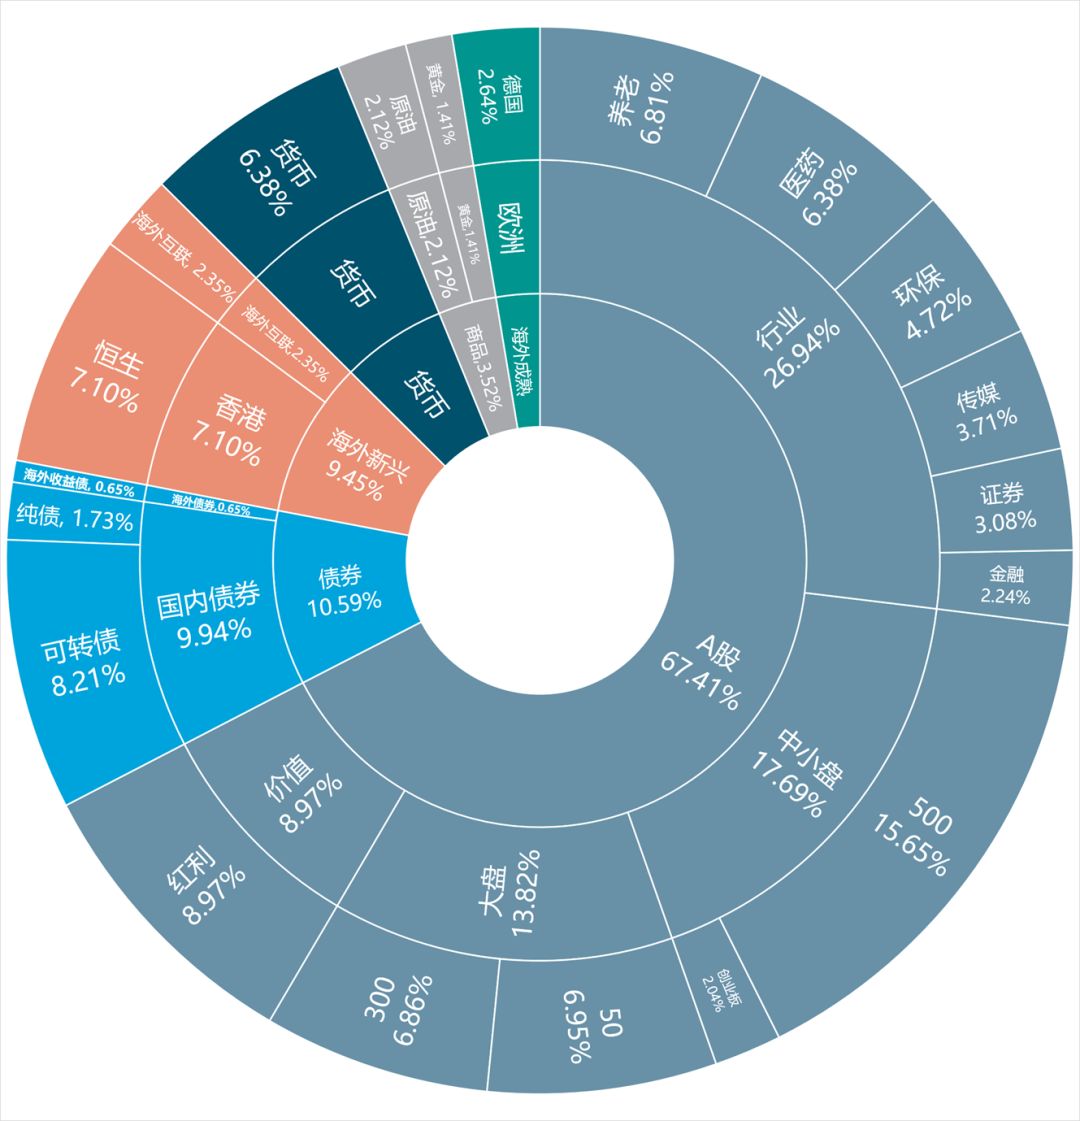 养老
6.81%
医药
6.38%
环保
4.72%
传媒
3.71%
证券
3.08%
金融
2.24%
500
15.65%
创业板
2.04%
50
6.95%
300
6.86%
红利
8.97%
可转债
8.21%
纯债, 1.73%
海外收益债, 0.65%
恒生
7.10%
海外互联, 2.35%
货币
6.38%
原油
2.12%
黄金, 1.41%
德国
2.64%
行业
26.94%
中小盘
17.69%
大盘
13.82%
价值
8.97%
国内债券
9.94%
海外债券,0.65%
香港
7.10%
海外互联,2.35%
货币
原油,2.12%
黄金,1.41%
欧洲
A股
67.41%
债券
10.59%
海外新兴
9.45%
货币
商品,3.52%
海外成熟